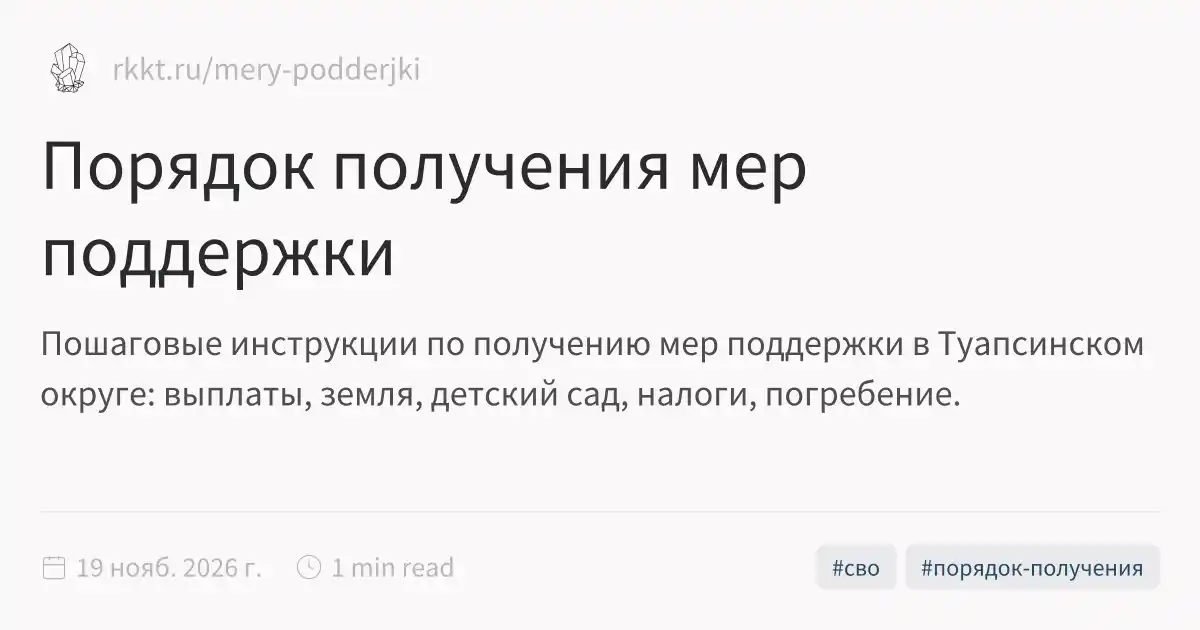 rkkt.ru/mery-podderjki
Порядок получения мер
поддержки
Пошаговые инструкции по получению мер поддержки в Туапсинском
округе: выплаты, земля, детский сад, налоги, погребение.
19 нояб. 2026 г. 1 min read #сво #порядок-получения